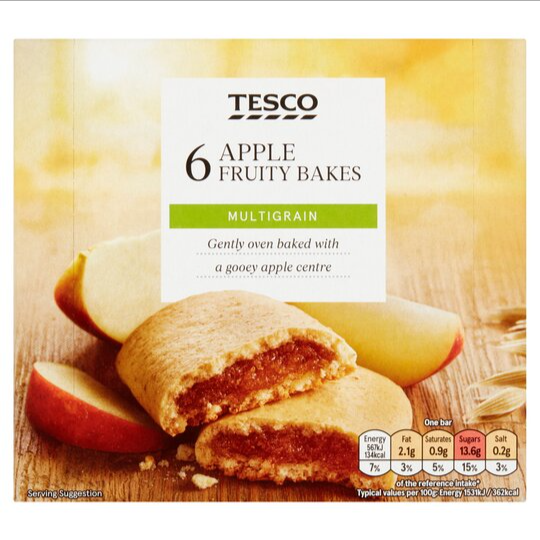 TESCO
6 APPLE
FRUITY BAKES
MULTIGRAIN
Gently oven baked with
a gooey apple centre
One bar
Energy Fat Saturates Sugars Salt
567kJ
134kcal 2.1g 0.9g 13.6g 0.2g
7% 3% 5% 15% 3%
of the reference intake*
Typical values per 100g: Energy 1531kJ / 362kcal
Serving Suggestion